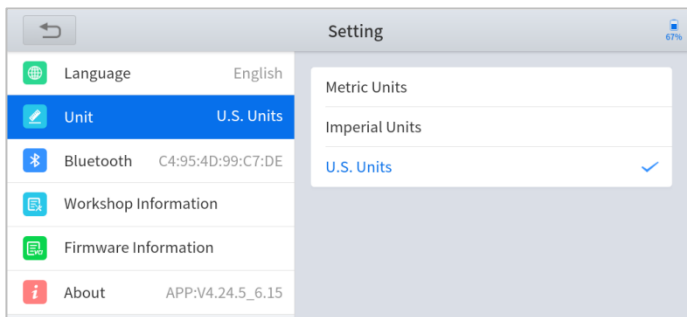 Setting
67%
Language English
Unit U.S. Units
Bluetooth C4:95:4D:99:C7:DE
Workshop Information
Firmware Information
About APP:V4.24.5_6.15
Metric Units
Imperial Units
U.S. Units